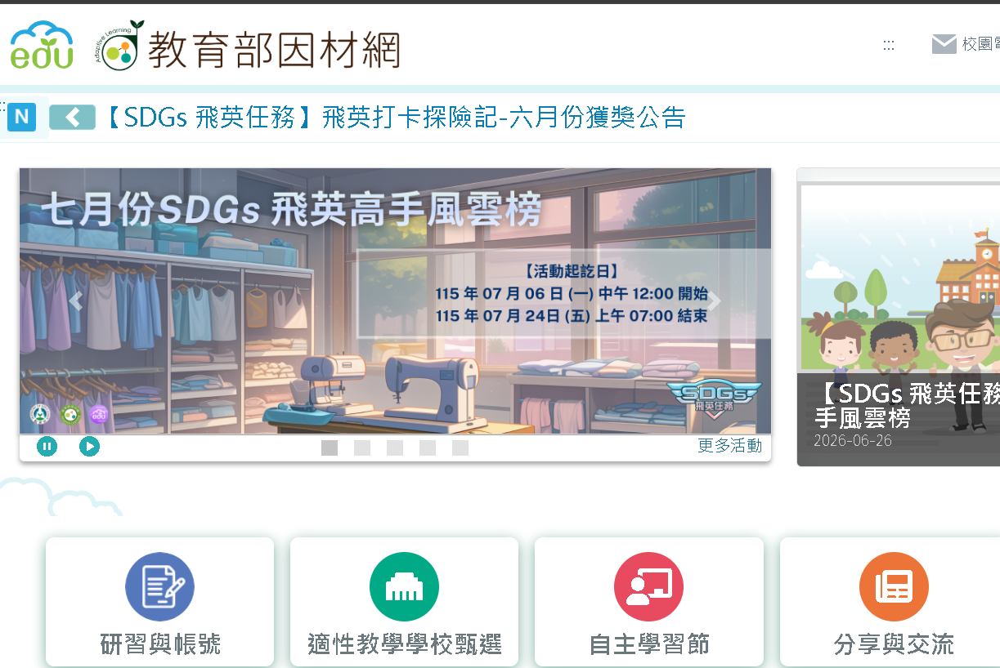 edu
Adaptive Learning
教育部因材網
:::
校園電
::
N
【SDGs 飛英任務】飛英打卡探險記-六月份獲獎公告
七月份SDGs 飛英高手風雲榜
【活動起訖日】
115 年 07 月 06 日 (一) 中午 12:00 開始
115 年 07 月 24日 (五) 上午 07:00 結束
SDGs
飛英任務
edu
更多活動
【SDGs 飛英任務
手風雲榜
2026-06-26
研習與帳號
適性教學學校甄選
自主學習節
分享與交流